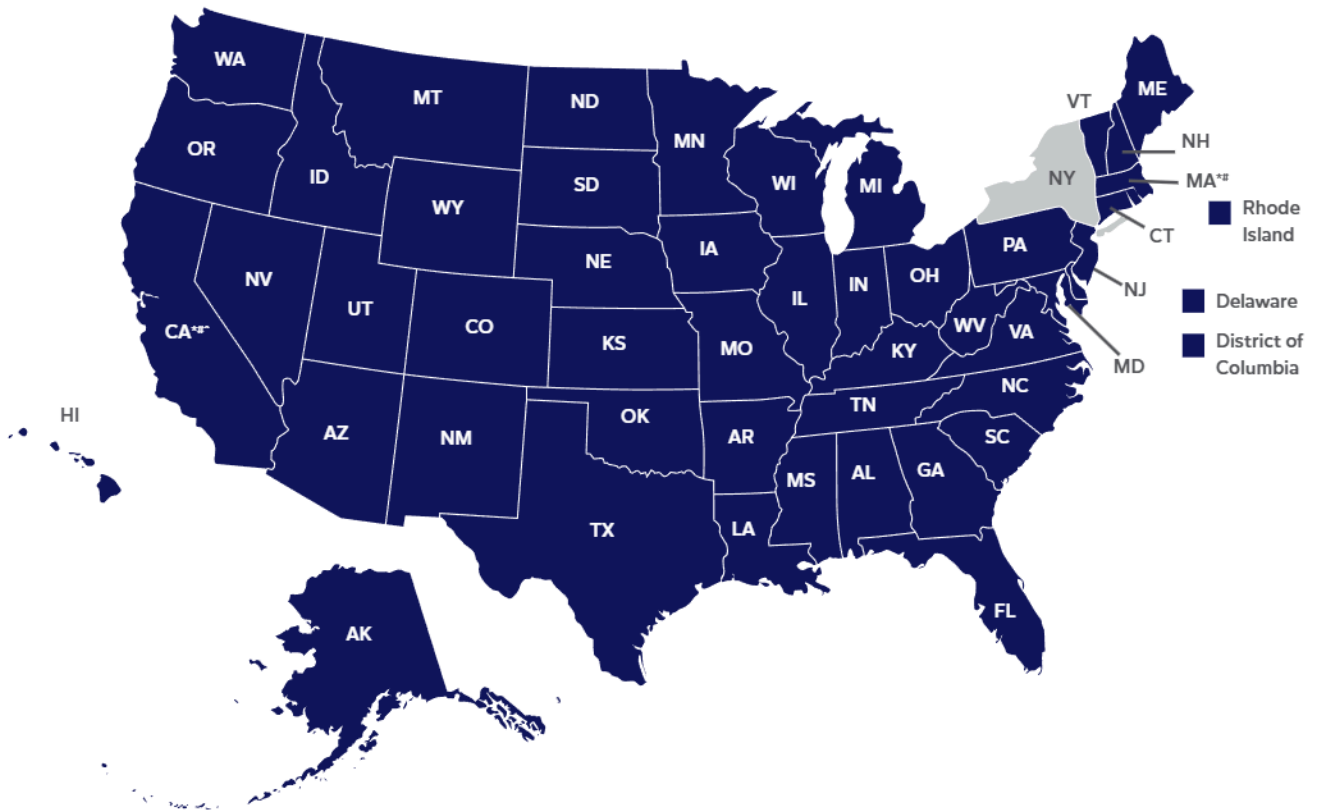 WA
MT
ND
MN
ME
VT
OR
ID
SD
WI
MI
NY
NH
MA*#
WY
Rhode
Island
CT
IA
NE
PA
NV
UT
CO
IL
IN
OH
NJ
Delaware
CA*#^
KS
MO
KY
WV
VA
District of
Columbia
MD
HI
AZ
NM
OK
AR
TN
NC
SC
MS
AL
GA
TX
LA
FL
AK